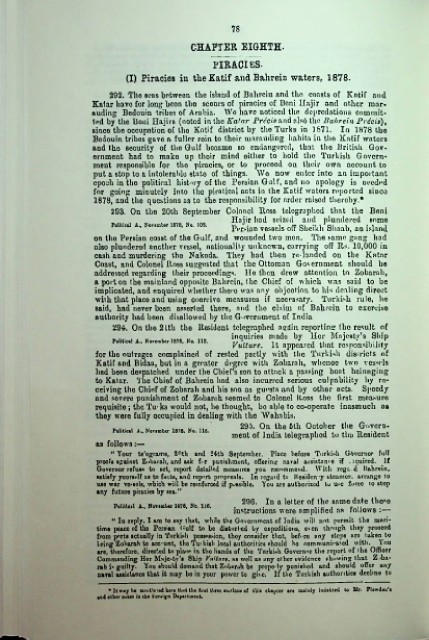 78
CHAPTER EIGHTH.
PIRACIES.
(I) Piracies in the Katif and Bahrein waters, 1878.
292. The seas between the island of Bahrein and the coasts of Katif and
Katar have for long been the scenes of piracies of Beni Hajir and other mar-
auding Bedouin tribes of Arabia. We have noticed the depredations commit-
ted by the Beni Hajirs (noted in the Katar Précis and also the Bahrein Précis),
since the occupation of the Katif district by the Turks in 1871. In 1878 the
Bedouin tribes gave a fuller rein to their marauding habits in the Katif waters
and the security of the Gulf became so endangered, that the British Gov-
ernment had to make up their mind either to hold the Turkish Govern-
ment responsible for the piracies, or to proceed on their own account to
put a stop to an intolerable state of things. We now enter into an important
epoch in the political history of the Persian Gulf, and no apology is needed
for going minutely into the piratical acts in the Katif waters reported since
1878, and the questions as to the responsibility for order raised thereby.*
293. On the 20th September Colonel Ross telegraphed that the Beni
Political A., November 1878, No.
Hajir had seized and plundered some
Persian vessels off Sheikh Shuab, an island
on the Persian coast of the Gulf, and wounded two men. The same gang had
also plundered another vessel, nationality unknown, carrying off Rs. 10,000 in
cash and murdering the Nakoda. They had then re-landed on the Katar
Coast, and Colonel Ross suggested that the Ottoman Government should be
addressed regarding their proceedings. He then drew attention to Zobarah,
a port on the mainland opposite Bahrein, the Chief of which was said to be
implicated, and enquired whether there was any objection to his dealing direct
with that place and using coercive measures if necessary. Turkish rule, he
said, had never been asserted there, and the claim of Bahrein to exercise
authority had been disallowed by the Government of India
294. On the 24th the Resident telegraphed again reporting the result of
Political A., November 1878, No.
inquiries made by Her Majesty's Ship
Vulture. It appeared that responsibility
for the outrages complained of rested partly with the Turkish districts of
Katif and Bidaa, but in a greater degree with Zobarah, whence two vessels
had been despatched under the Chief's son to attack a passing boat belonging
to Katar. The Chief of Bahrein had also incurred serious culpability by re-
ceiving the Chief of Zobarah and his son as guests and by other acts. Speedy
and severe punishment of Zobarah seemed to Colonel Ross the first measure
requisite; the Turks would not, he thought, be able to co-operate inasmuch as
they were fully occupied in dealing with the Wahabis.
Political A., November 1878, No. 116.
295. On the 5th October the Govern-
ment of India telegraphed to the Resident
as follows :—
"Your telegrams, 20th and 24th September. Place before Turkish Governor full
proofs against Zobarah, and ask for punishment, offering naval assistance if required. If
Governor refuse to act, report detailed measures you recommend. With regard Bahrein,
satisfy yourself as to facts, and report proposals. In regard to Residency steamer, arrange to
use war vessels, which will be reinforced if possible. You are authorised to use force to stop
any future piracies by sea."
Political A., November 1878, No. 116.
296. In a letter of the same date these
instructions were amplified as follows :—
"In reply, I am to say that, while the Government of India will not permit the mari-
time peace of the Persian Gulf to be disturbed by expeditions, even though they proceed
from ports actually in Turkish possession, they consider that, before any steps are taken to
bring Zobarah to account, the Turkish local authorities should be communicated with. You
are, therefore, directed to place in the hands of the Turkish Governor the report of the Officer
Commanding Her Majesty's Ship Vulture, as well as any other evidence showing that Zoba-
rah is guilty. You should demand that Zobarah be properly punished and should offer any
naval assistance that it may be in your power to give. If the Turkish authorities decline to
* It may be mentioned here that the first three sections of this chapter are mainly indebted to Mr.
and other notes in the Foreign Department.